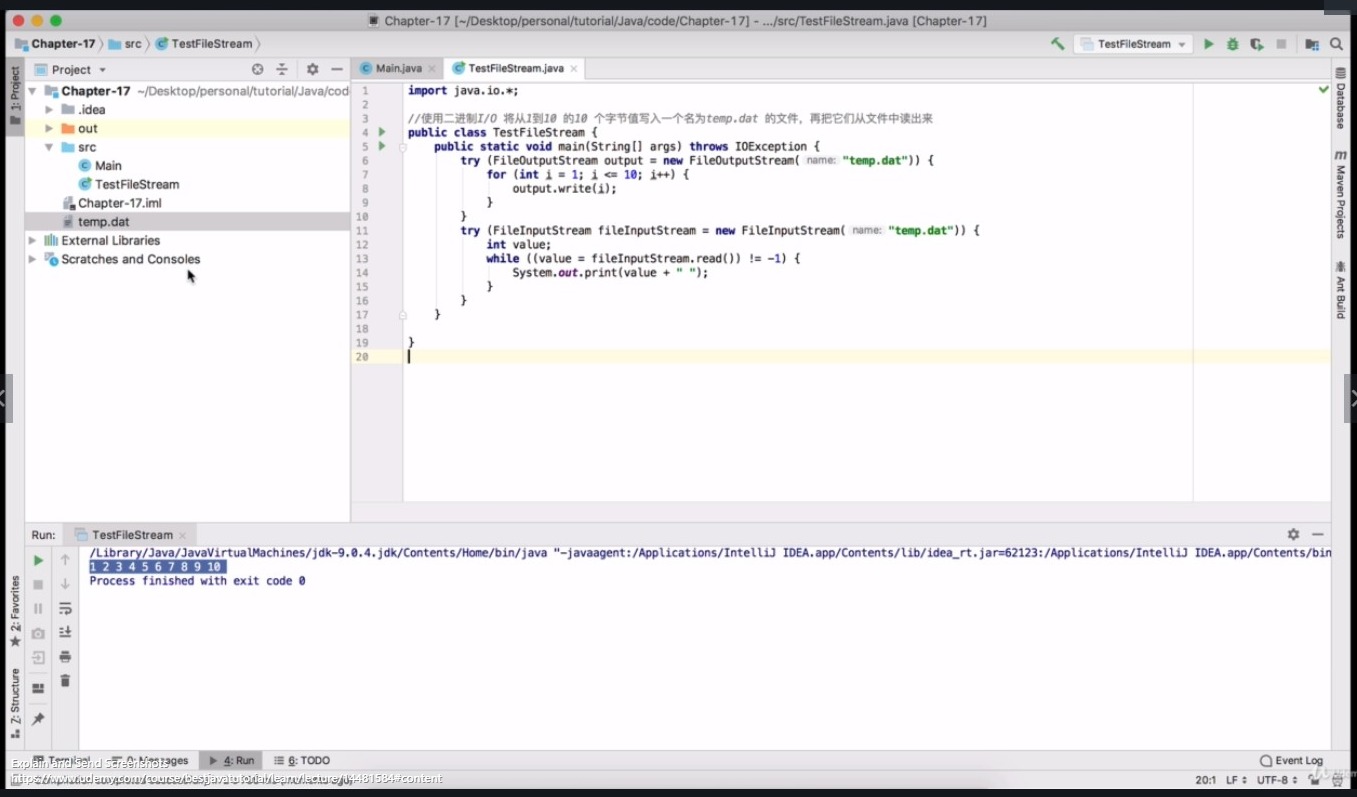 Chapter-17 [~/Desktop/personal/tutorial/Java/code/Chapter-17] - .../src/TestFileStream.java [Chapter-17]
Chapter-17 src TestFileStream
TestFileStream
1: Project
Project
Main.java
TestFileStream.java
Chapter-17 ~/Desktop/personal/tutorial/Java/cod
.idea
out
src
Main
TestFileStream
Chapter-17.iml
temp.dat
External Libraries
Scratches and Consoles
1 import java.io.*;
2
3 //使用二进制I/O 将从1到10 的10 个字节值写入一个名为temp.dat 的文件，再把它们从文件中读出来
4 public class TestFileStream {
5 public static void main(String[] args) throws IOException {
6 try (FileOutputStream output = new FileOutputStream( name: "temp.dat")) {
7 for (int i = 1; i <= 10; i++) {
8 output.write(i);
9 }
10 }
11 try (FileInputStream fileInputStream = new FileInputStream( name: "temp.dat")) {
12 int value;
13 while ((value = fileInputStream.read()) != -1) {
14 System.out.print(value + " ");
15 }
16 }
17 }
18
19 }
20
Database
Maven Projects
Ant Build
Run: TestFileStream
/Library/Java/JavaVirtualMachines/jdk-9.0.4.jdk/Contents/Home/bin/java "-javaagent:/Applications/IntelliJ IDEA.app/Contents/lib/idea_rt.jar=62123:/Applications/IntelliJ IDEA.app/Contents/bin
1 2 3 4 5 6 7 8 9 10
Process finished with exit code 0
2: Favorites
Z: Structure
Terminal 0: Messages 4: Run 6: TODO
Event Log
Explain and Send Screenshots
https://www.udemy.com/course/bestjavatutorial/learn/lecture/14481584#content
20:1 LF UTF-8